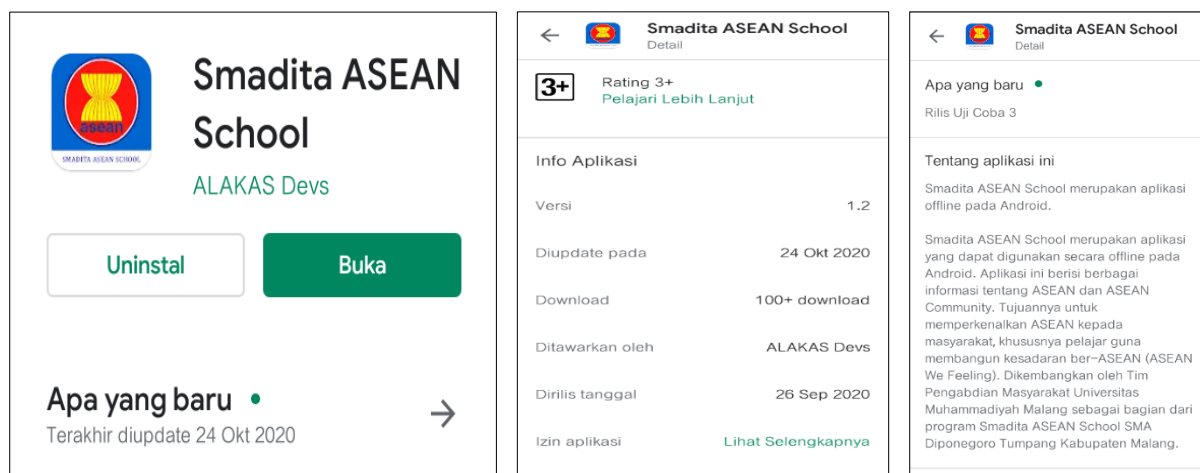 asean
SMADITA ASEAN SCHOOL
Smadita ASEAN
School
ALAKAS Devs
Uninstal
Buka
Apa yang baru
Terakhir diupdate 24 Okt 2020
Smadita ASEAN School
Detail
3+
Rating 3+
Pelajari Lebih Lanjut
Info Aplikasi
Versi 1.2
Diupdate pada 24 Okt 2020
Download 100+ download
Ditawarkan oleh ALAKAS Devs
Dirilis tanggal 26 Sep 2020
Izin aplikasi Lihat Selengkapnya
Smadita ASEAN School
Detail
Apa yang baru
Rilis Uji Coba 3
Tentang aplikasi ini
Smadita ASEAN School merupakan aplikasi
offline pada Android.
Smadita ASEAN School merupakan aplikasi
yang dapat digunakan secara offline pada
Android. Aplikasi ini berisi berbagai
informasi tentang ASEAN dan ASEAN
Community. Tujuannya untuk
memperkenalkan ASEAN kepada
masyarakat, khususnya pelajar guna
membangun kesadaran ber-ASEAN (ASEAN
We Feeling). Dikembangkan oleh Tim
Pengabdian Masyarakat Universitas
Muhammadiyah Malang sebagai bagian dari
program Smadita ASEAN School SMA
Diponegoro Tumpang Kabupaten Malang.